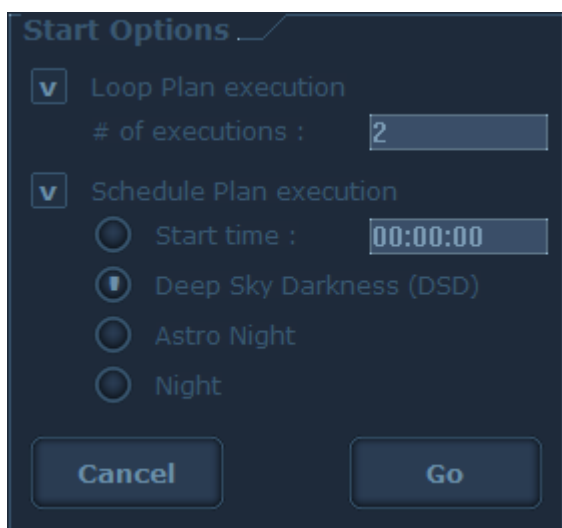 Start Options
v Loop Plan execution
# of executions : 2
v Schedule Plan execution
Start time : 00:00:00
Deep Sky Darkness (DSD)
Astro Night
Night
Cancel Go